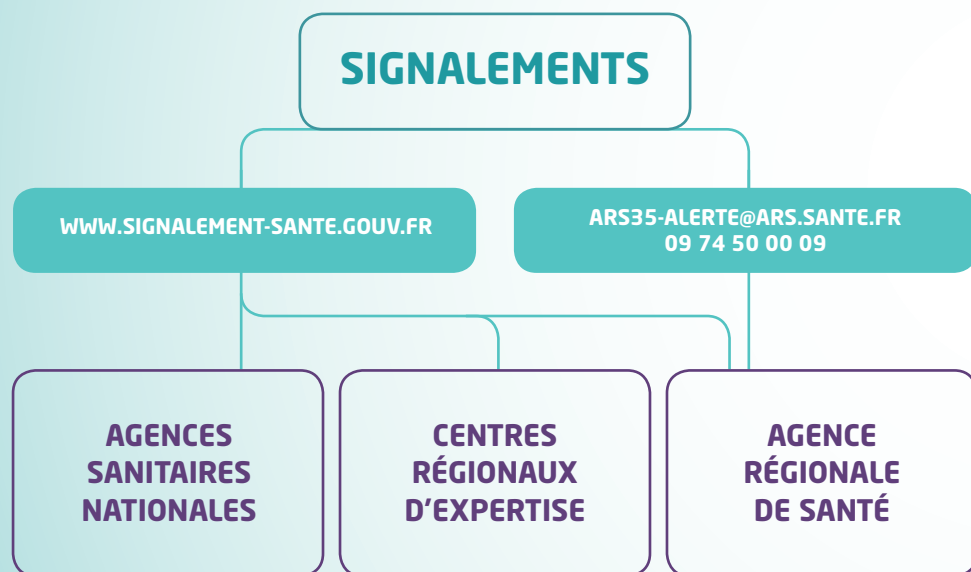 SIGNALEMENTS
WWW.SIGNALEMENT-SANTE.GOUV.FR
ARS35-ALERTE@ARS.SANTE.FR
09 74 50 00 09
AGENCES
SANITAIRES
NATIONALES
CENTRES
RÉGIONAUX
D'EXPERTISE
AGENCE
RÉGIONALE
DE SANTÉ